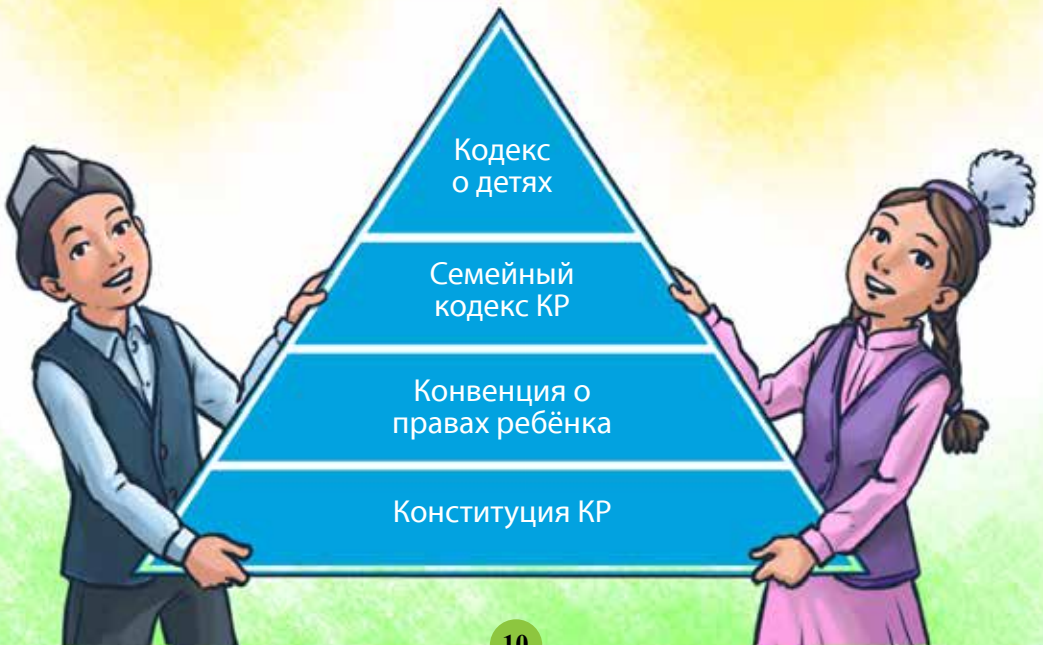 Кодекс
о детях
Семейный
кодекс КР
Конвенция о
правах ребёнка
Конституция КР
10